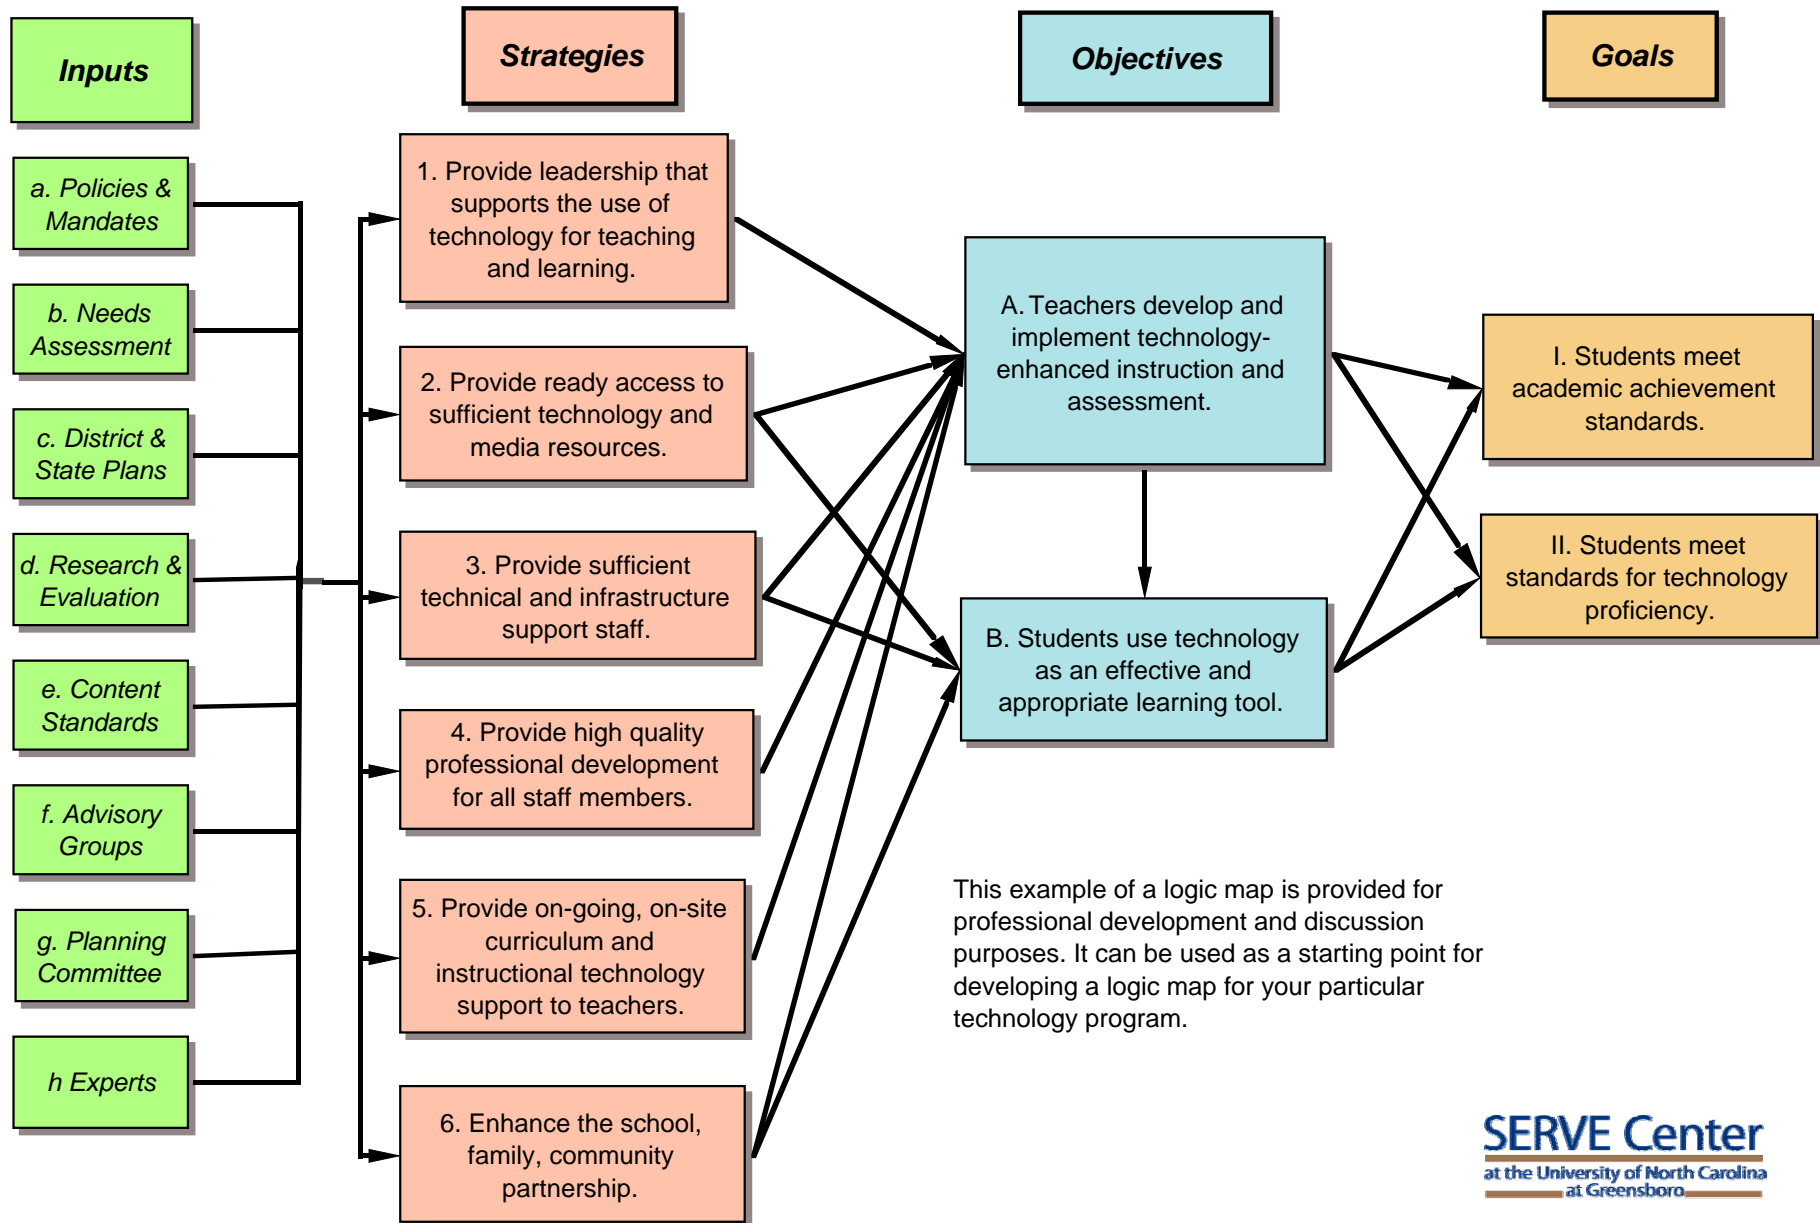 Inputs
Strategies
Objectives
Goals
a. Policies &
Mandates
b. Needs
Assessment
c. District &
State Plans
d. Research &
Evaluation
e. Content
Standards
f. Advisory
Groups
g. Planning
Committee
h Experts
1. Provide leadership that
supports the use of
technology for teaching
and learning.
2. Provide ready access to
sufficient technology and
media resources.
3. Provide sufficient
technical and infrastructure
support staff.
4. Provide high quality
professional development
for all staff members.
5. Provide on-going, on-site
curriculum and
instructional technology
support to teachers.
6. Enhance the school,
family, community
partnership.
A. Teachers develop and
implement technology-
enhanced instruction and
assessment.
B. Students use technology
as an effective and
appropriate learning tool.
I. Students meet
academic achievement
standards.
II. Students meet
standards for technology
proficiency.
This example of a logic map is provided for
professional development and discussion
purposes. It can be used as a starting point for
developing a logic map for your particular
technology program.
SERVE Center
at the University of North Carolina
at Greensboro